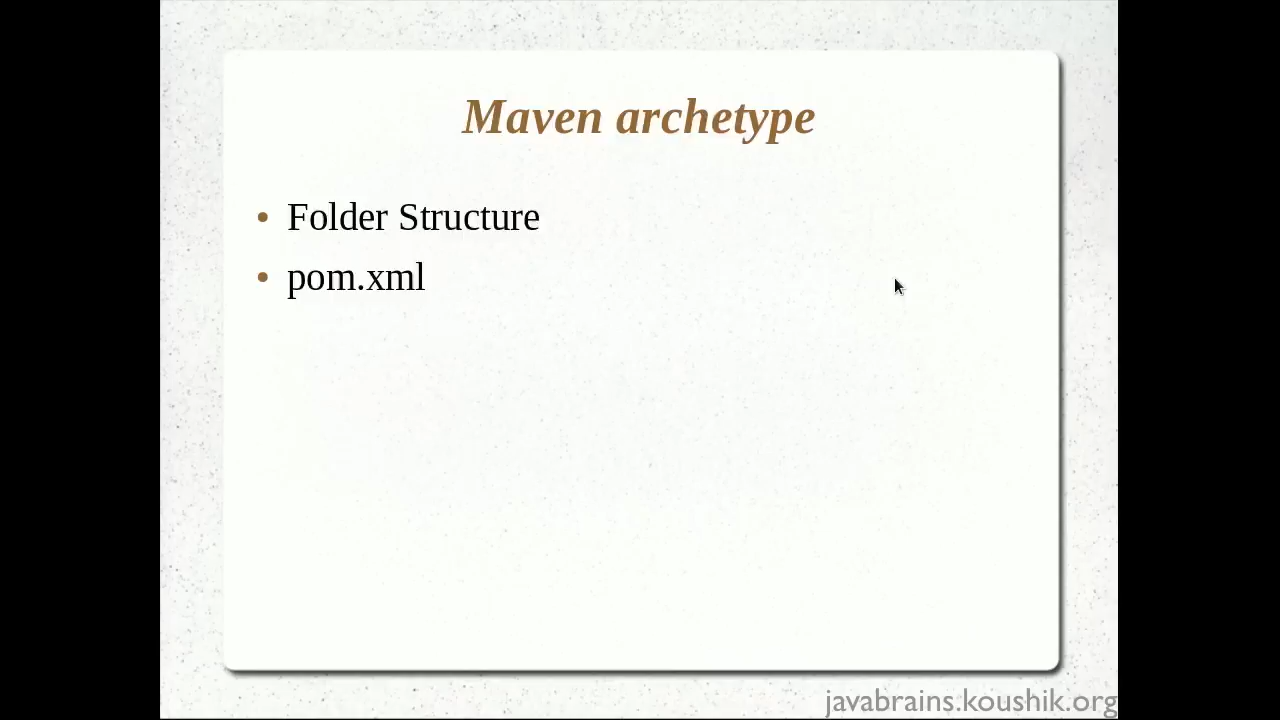 Maven archetype
Folder Structure
pom.xml
javabrains.koushik.org